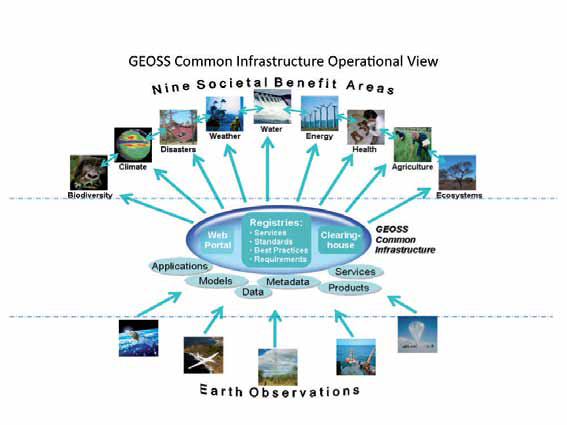 GEOSS Common Infrastructure Operational View
Nine Societal Benefit Areas
Biodiversity
Climate
Disasters
Weather
Water
Energy
Health
Agriculture
Ecosystems
Web
Portal
Registries:
• Services
• Standards
• Best Practices
• Requirements
Clearing-
house
GEOSS
Common
Infrastructure
Applications
Models
Data
Metadata
Services
Products
Earth Observations